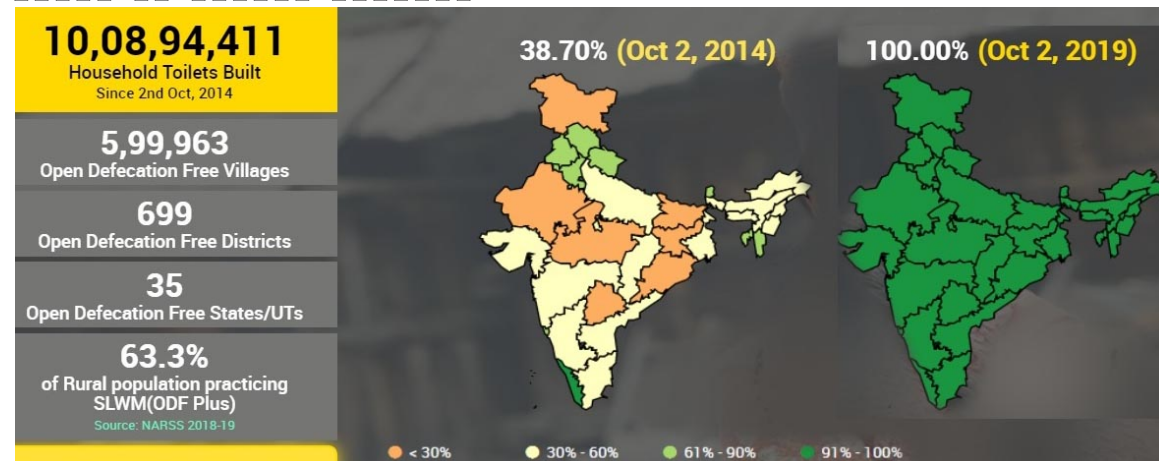 10,08,94,411
Household Toilets Built
Since 2nd Oct, 2014
5,99,963
Open Defecation Free Villages
699
Open Defecation Free Districts
35
Open Defecation Free States/UTs
63.3%
of Rural population practicing
SLWM(ODF Plus)
Source: NARSS 2018-19
38.70% (Oct 2, 2014)
100.00% (Oct 2, 2019)
< 30%
30% - 60%
61% - 90%
91% - 100%